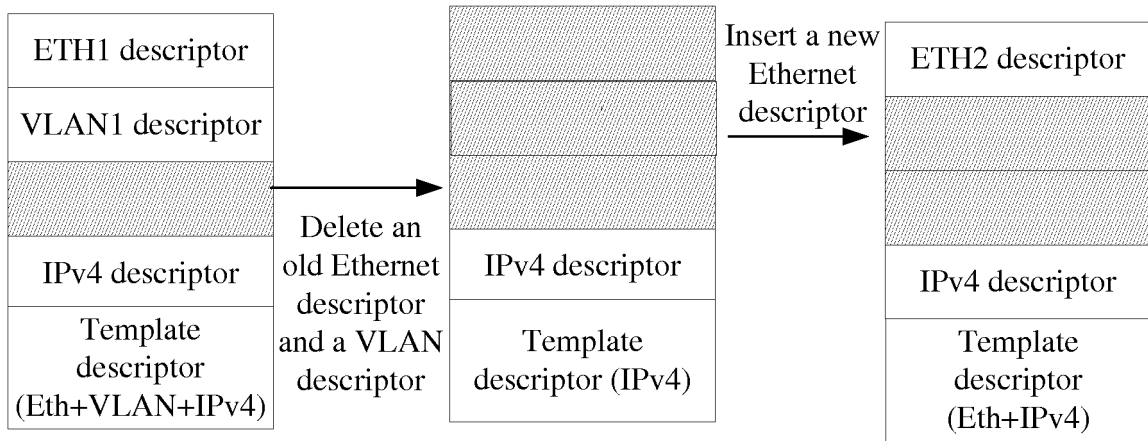 ETH1 descriptor
VLAN1 descriptor
IPv4 descriptor
Template
descriptor
(Eth+VLAN+IPv4)
Delete an
old Ethernet
descriptor
and a VLAN
descriptor
IPv4 descriptor
Template
descriptor (IPv4)
Insert a new
Ethernet
descriptor
ETH2 descriptor
IPv4 descriptor
Template
descriptor
(Eth+IPv4)